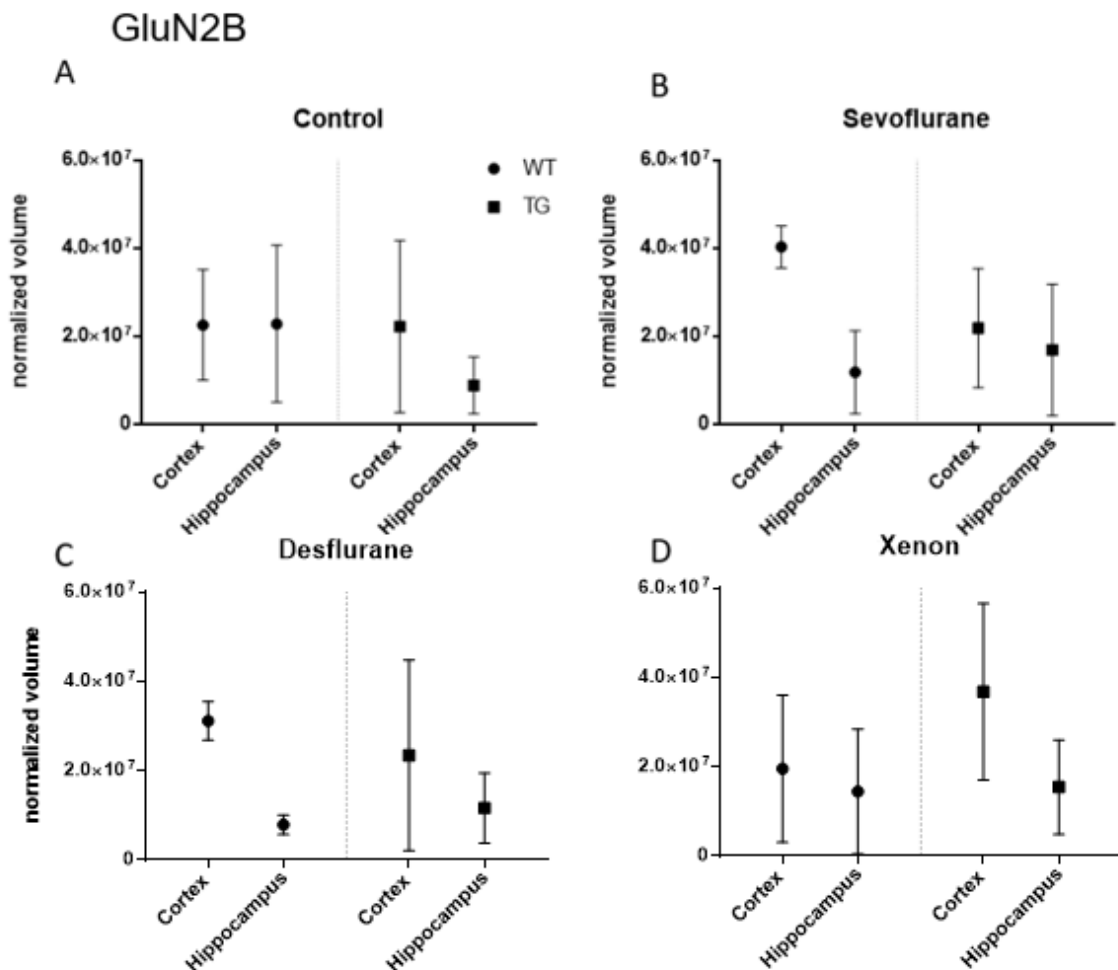 GluN2B
A
Control
normalized volume
6.0×10⁷
4.0×10⁷
2.0×10⁷
0
WT
TG
Cortex
Hippocampus
Cortex
Hippocampus
B
Sevoflurane
normalized volume
6.0×10⁷
4.0×10⁷
2.0×10⁷
0
Cortex
Hippocampus
Cortex
Hippocampus
C
Desflurane
normalized volume
6.0×10⁷
4.0×10⁷
2.0×10⁷
0
Cortex
Hippocampus
Cortex
Hippocampus
D
Xenon
normalized volume
6.0×10⁷
4.0×10⁷
2.0×10⁷
0
Cortex
Hippocampus
Cortex
Hippocampus